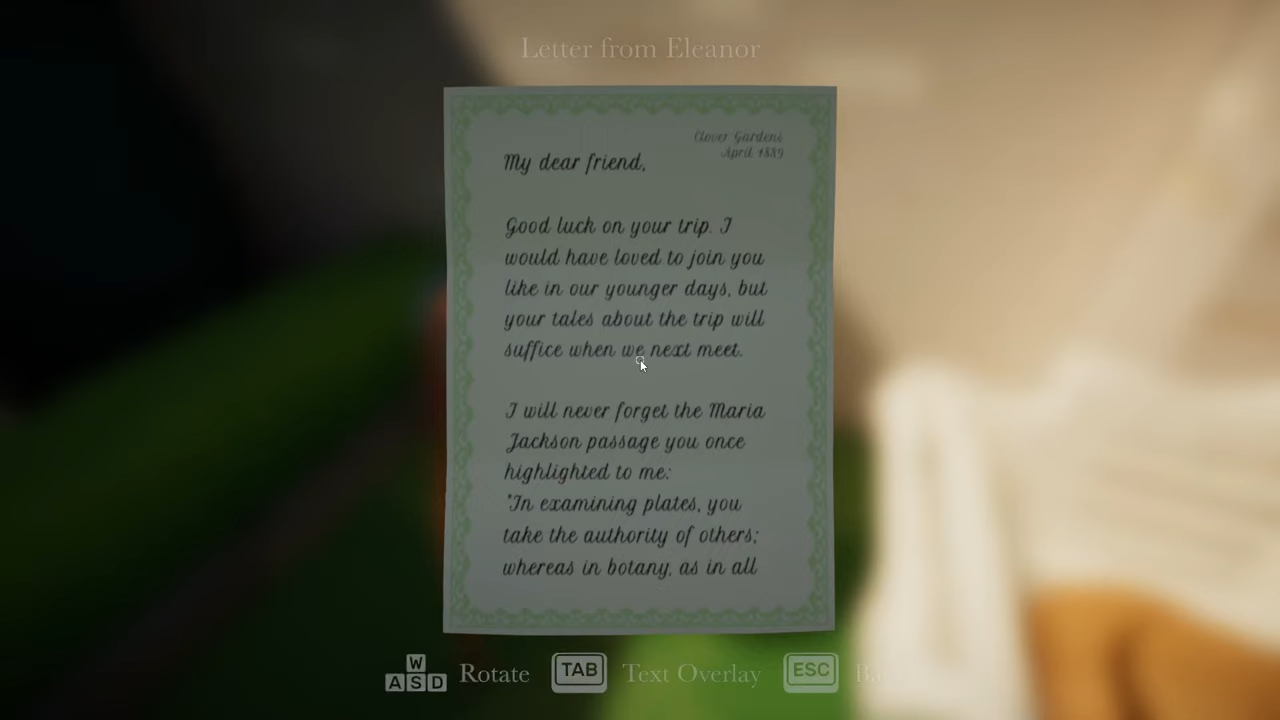 Letter from Eleanor
Clover Gardens
April 1889
My dear friend,
Good luck on your trip. I
would have loved to join you
like in our younger days, but
your tales about the trip will
suffice when we next meet.
I will never forget the Maria
Jackson passage you once
highlighted to me:
"In examining plates, you
take the authority of others;
whereas in botany, as in all
W
A S D Rotate TAB Text Overlay ESC